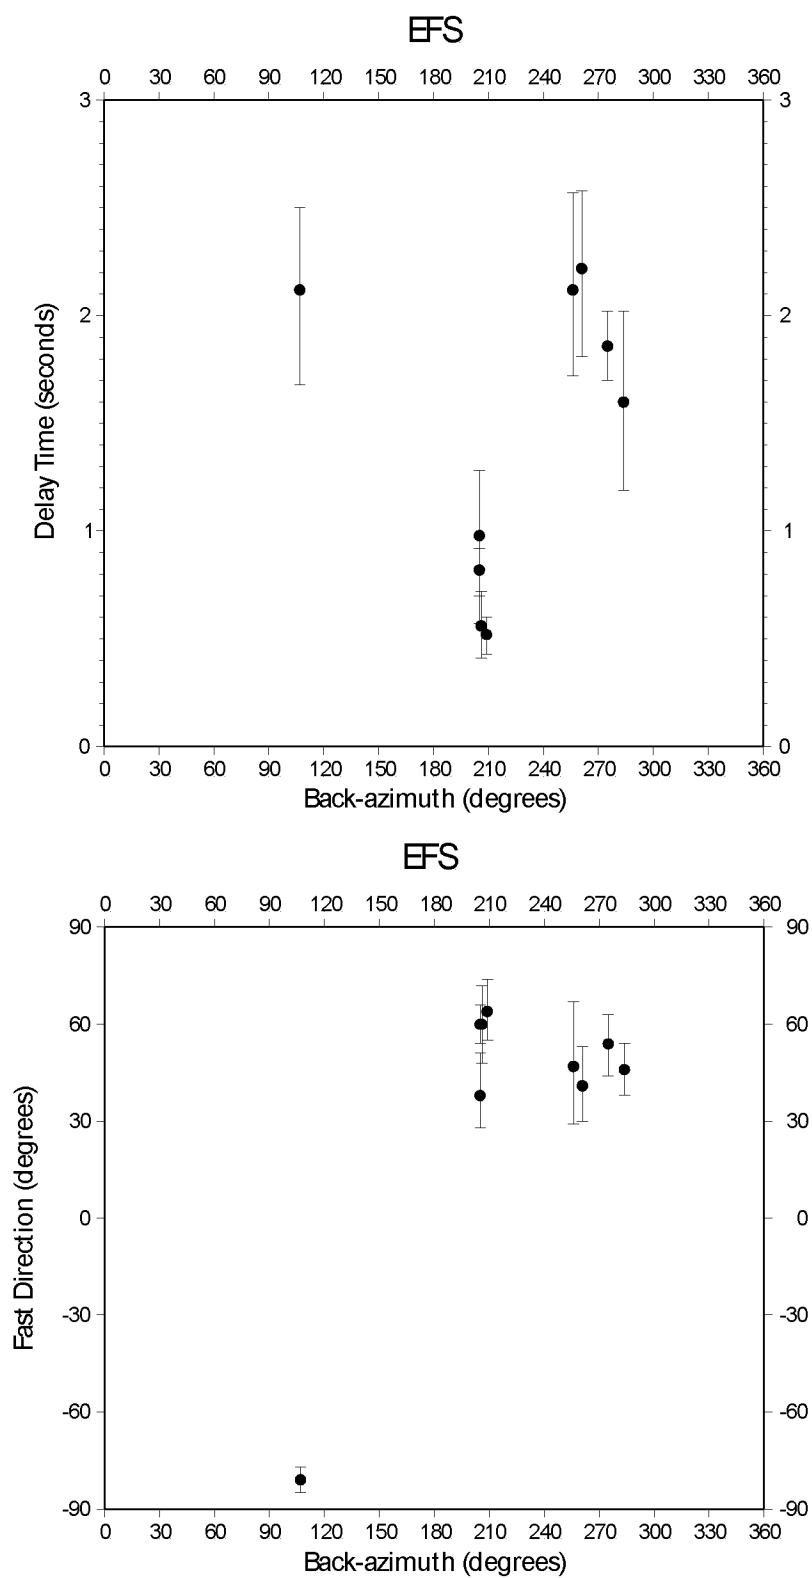 EFS
0 30 60 90 120 150 180 210 240 270 300 330 360
3 3
2 2
Delay Time (seconds)
1 1
0 0
0 30 60 90 120 150 180 210 240 270 300 330 360
Back-azimuth (degrees)
EFS
0 30 60 90 120 150 180 210 240 270 300 330 360
90 90
60 60
30 30
Fast Direction (degrees)
0 0
-30 -30
-60 -60
-90 -90
0 30 60 90 120 150 180 210 240 270 300 330 360
Back-azimuth (degrees)